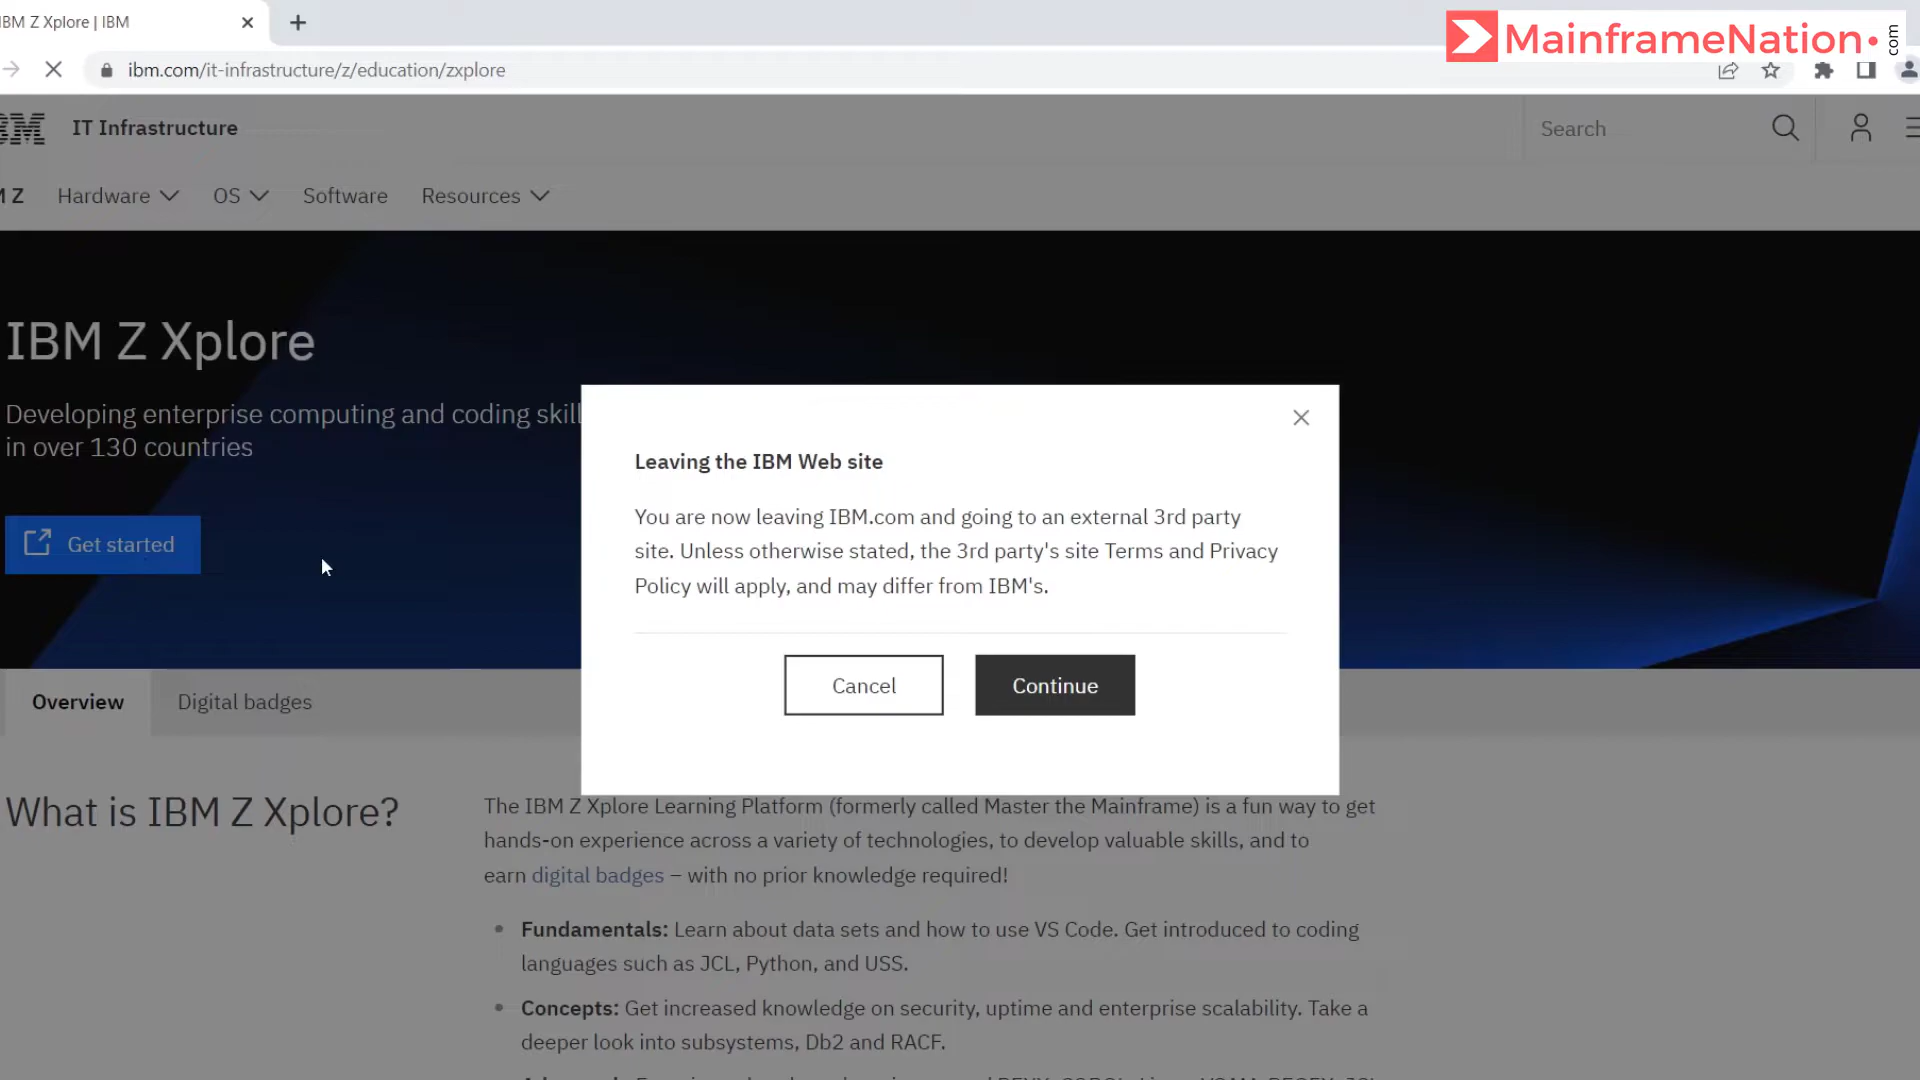 IBM Z Xplore | IBM
MainframeNation.com
ibm.com/it-infrastructure/z/education/zxplore
IBM IT Infrastructure
Search
M Z Hardware OS Software Resources
IBM Z Xplore
Developing enterprise computing and coding skill
in over 130 countries
Get started
Leaving the IBM Web site
You are now leaving IBM.com and going to an external 3rd party
site. Unless otherwise stated, the 3rd party's site Terms and Privacy
Policy will apply, and may differ from IBM's.
Cancel Continue
Overview Digital badges
What is IBM Z Xplore?
The IBM Z Xplore Learning Platform (formerly called Master the Mainframe) is a fun way to get
hands-on experience across a variety of technologies, to develop valuable skills, and to
earn digital badges – with no prior knowledge required!
• Fundamentals: Learn about data sets and how to use VS Code. Get introduced to coding
languages such as JCL, Python, and USS.
• Concepts: Get increased knowledge on security, uptime and enterprise scalability. Take a
deeper look into subsystems, Db2 and RACF.